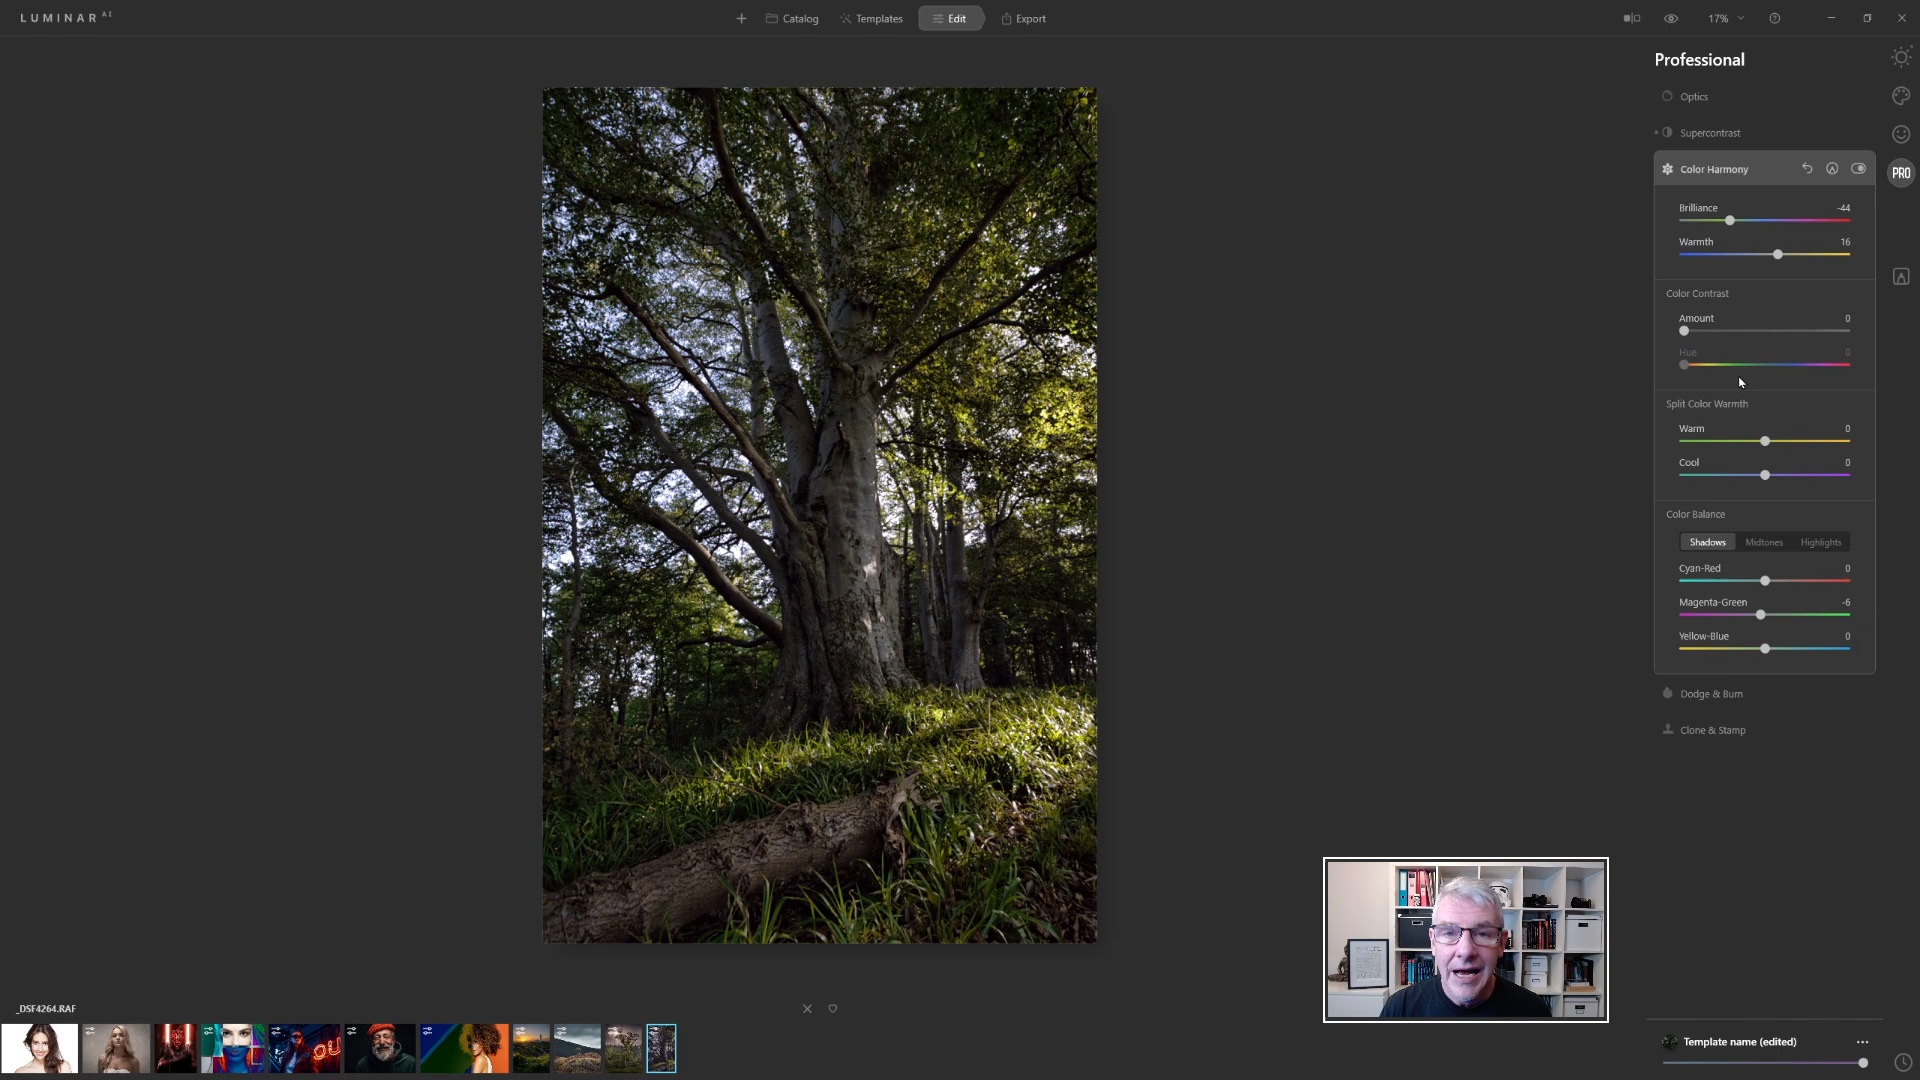 LUMINAR AI
Catalog
Templates
Edit
Export
17%
Professional
Optics
Supercontrast
PRO
Color Harmony
Brilliance -44
Warmth 16
Color Contrast
Amount 0
Hue 0
Split Color Warmth
Warm 0
Cool 0
Color Balance
Shadows Midtones Highlights
Cyan-Red 0
Magenta-Green -6
Yellow-Blue 0
Dodge & Burn
Clone & Stamp
_DSF4264.RAF
OU
Template name (edited)